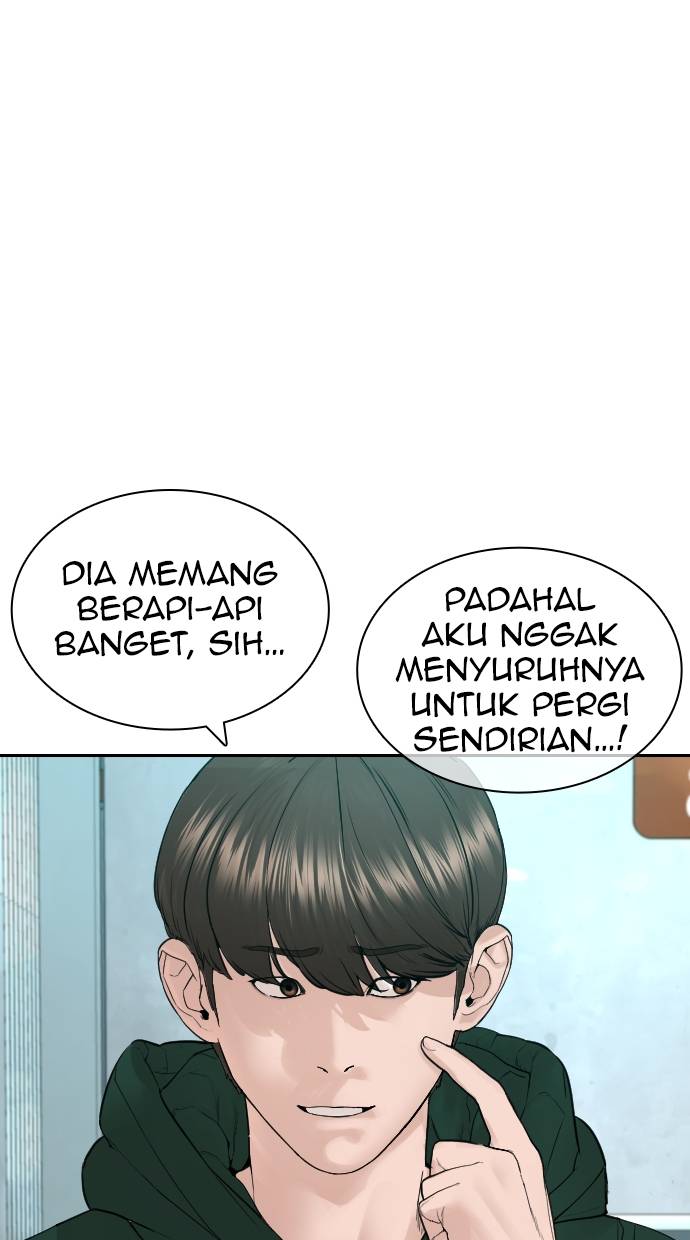 DIA MEMANG
BERAPI-API
BANGET, SIH...
PADAHAL
AKU NGGAK
MENYURUHNYA
UNTUK PERGI
SENDIRIAN...!